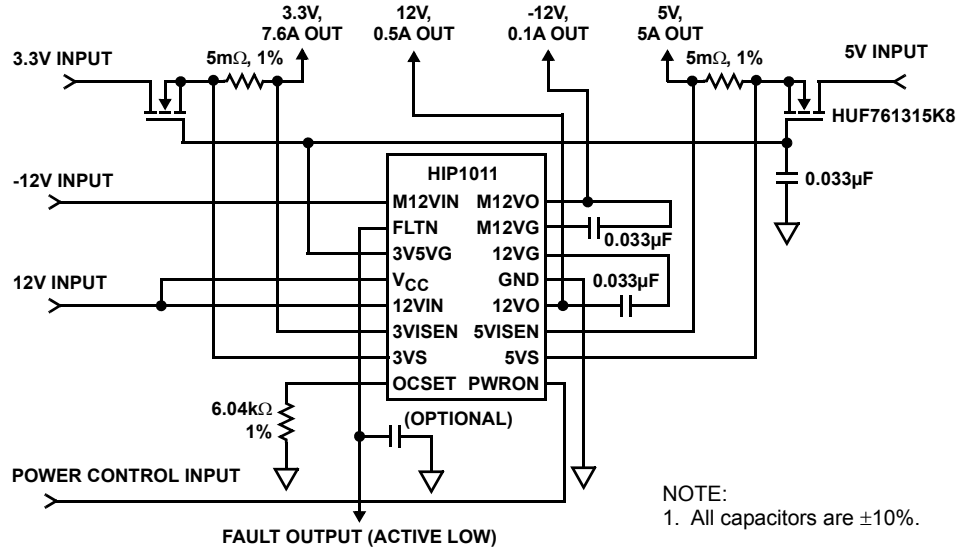 3.3V,
7.6A OUT
12V,
0.5A OUT
-12V,
0.1A OUT
5V,
5A OUT
3.3V INPUT
5mΩ, 1%
5mΩ, 1%
5V INPUT
HUF761315K8
HIP1011
0.033µF
-12V INPUT
M12VIN
M12VO
FLTN
M12VG
0.033µF
3V5VG
12VG
12V INPUT
VCC
GND
0.033µF
12VIN
12VO
3VISEN
5VISEN
3VS
5VS
OCSET
PWRON
6.04kΩ
1%
(OPTIONAL)
POWER CONTROL INPUT
NOTE:
1. All capacitors are ±10%.
FAULT OUTPUT (ACTIVE LOW)